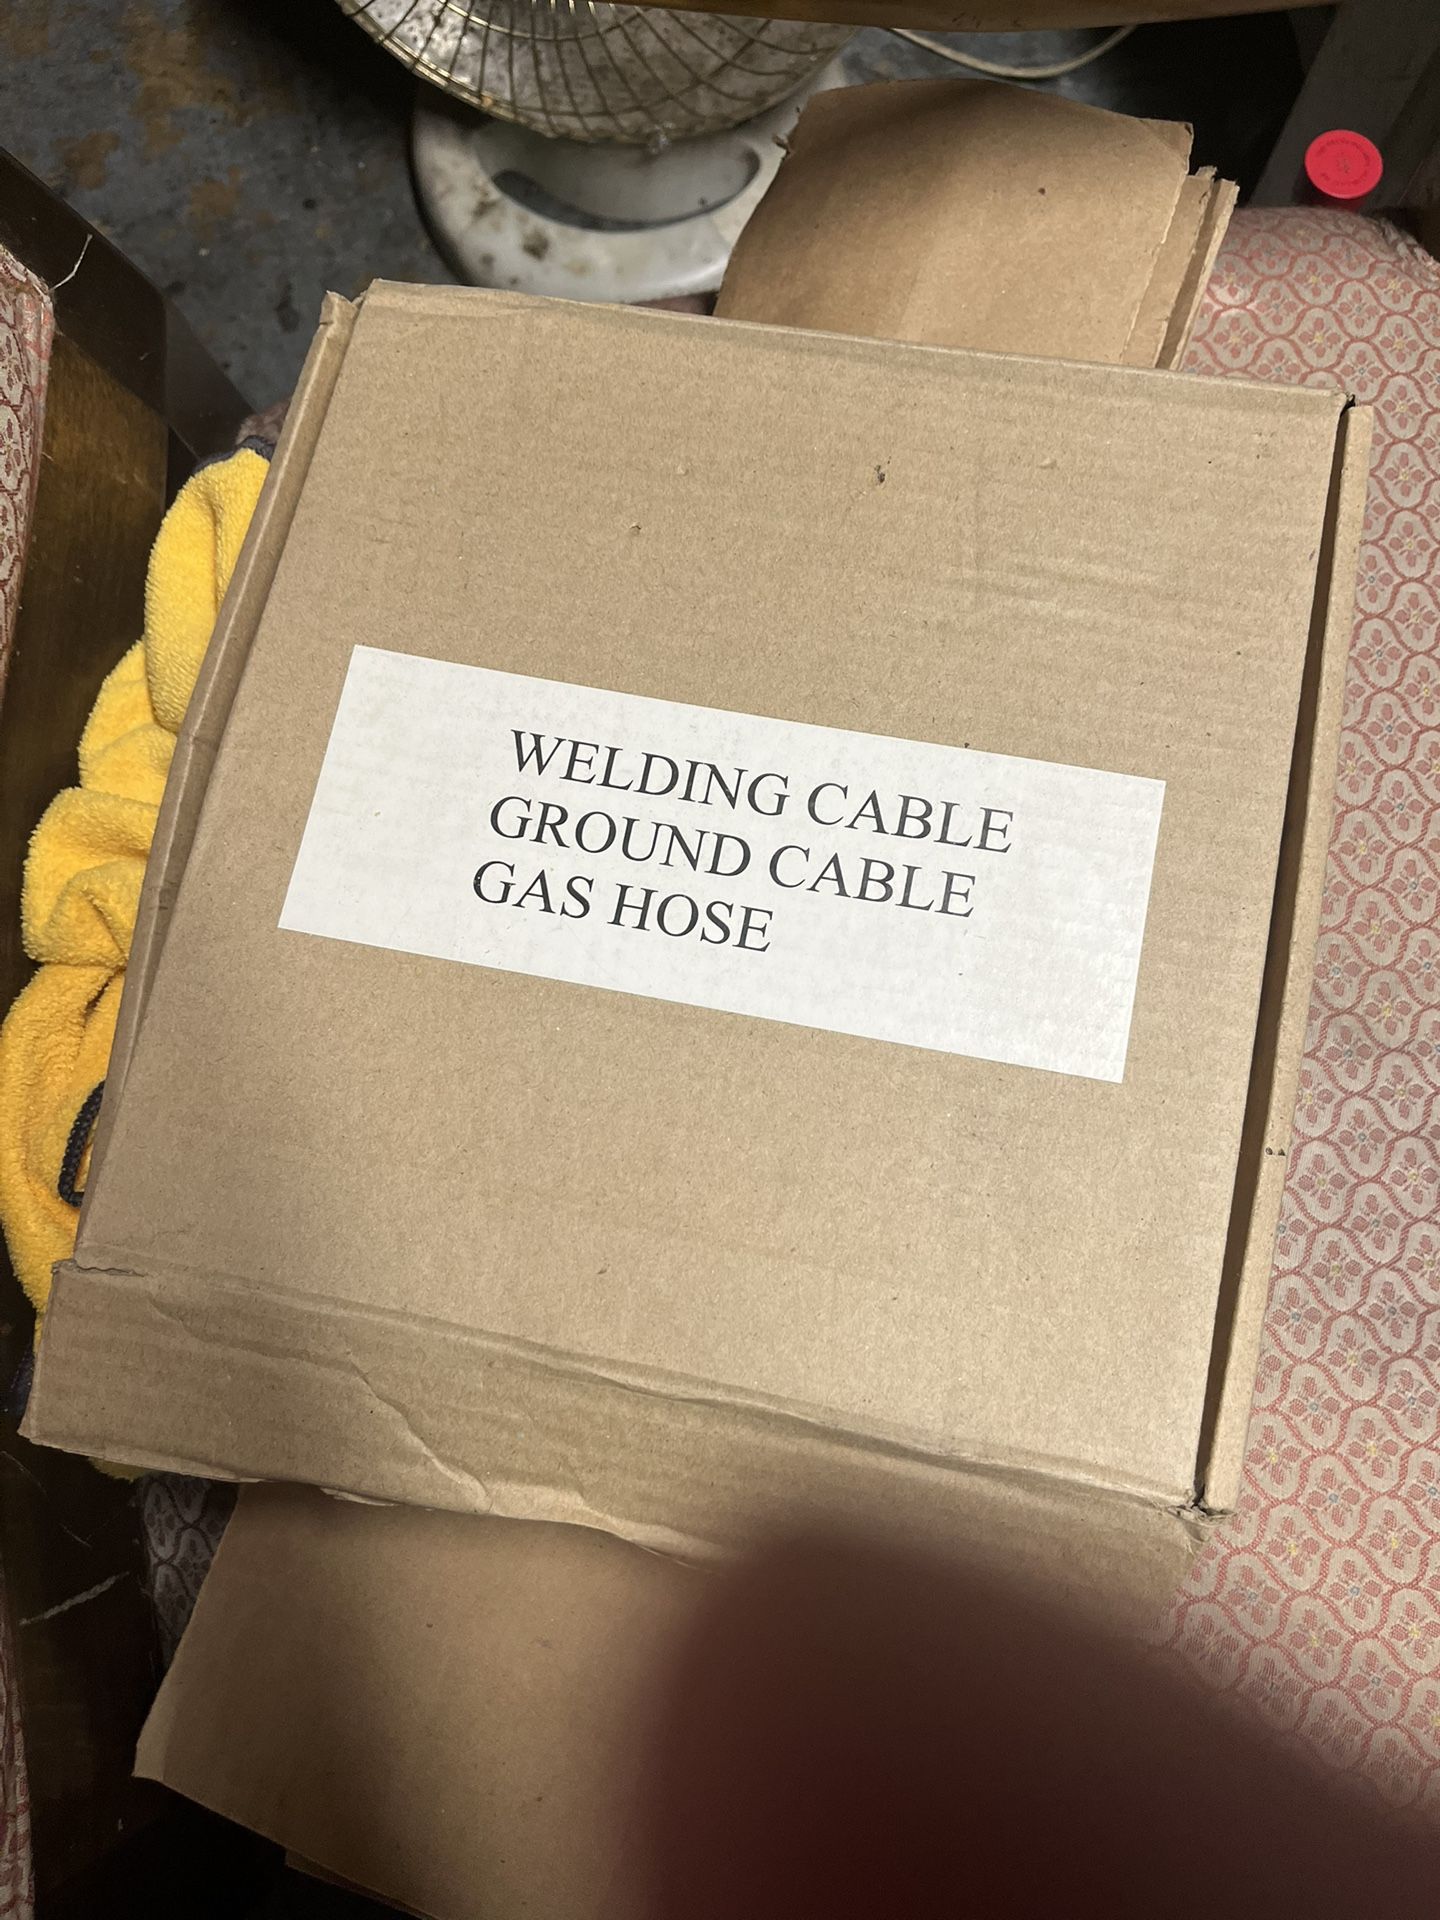 WELDING CABLE
GROUND CABLE
GAS HOSE